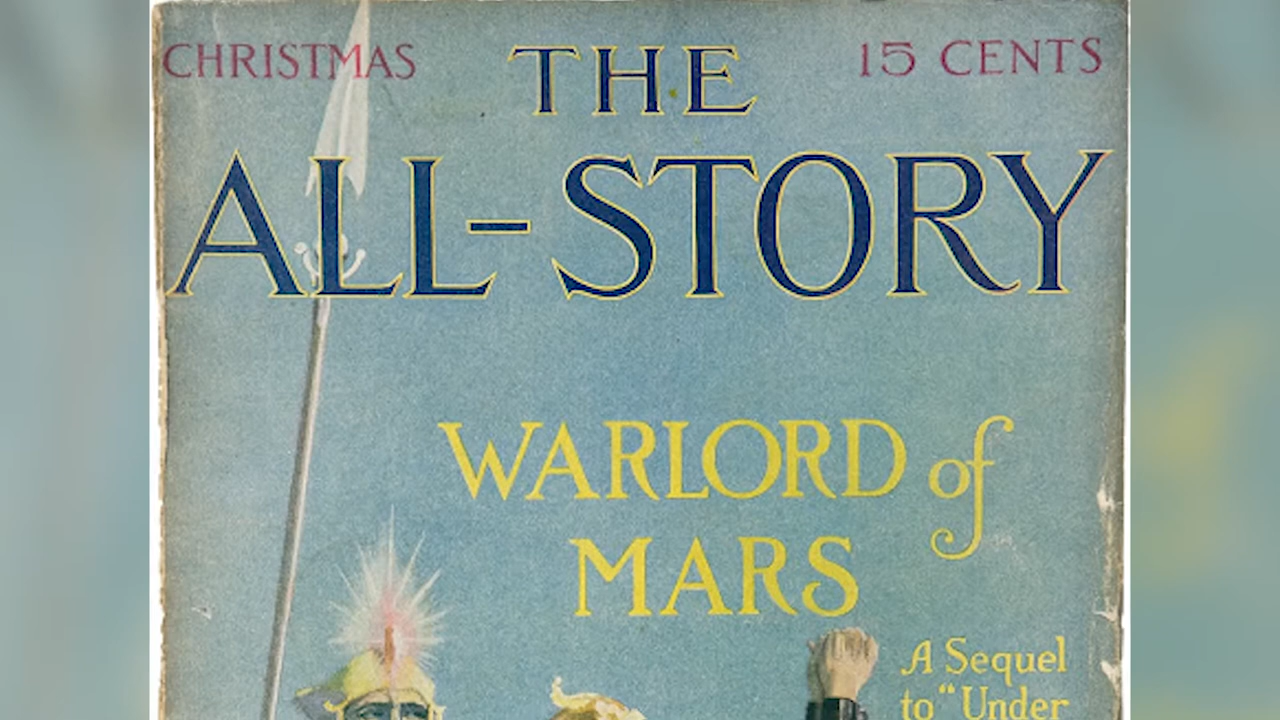 CHRISTMAS THE 15 CENTS
ALL-STORY
WARLORD of
MARS
A Sequel
to "Under